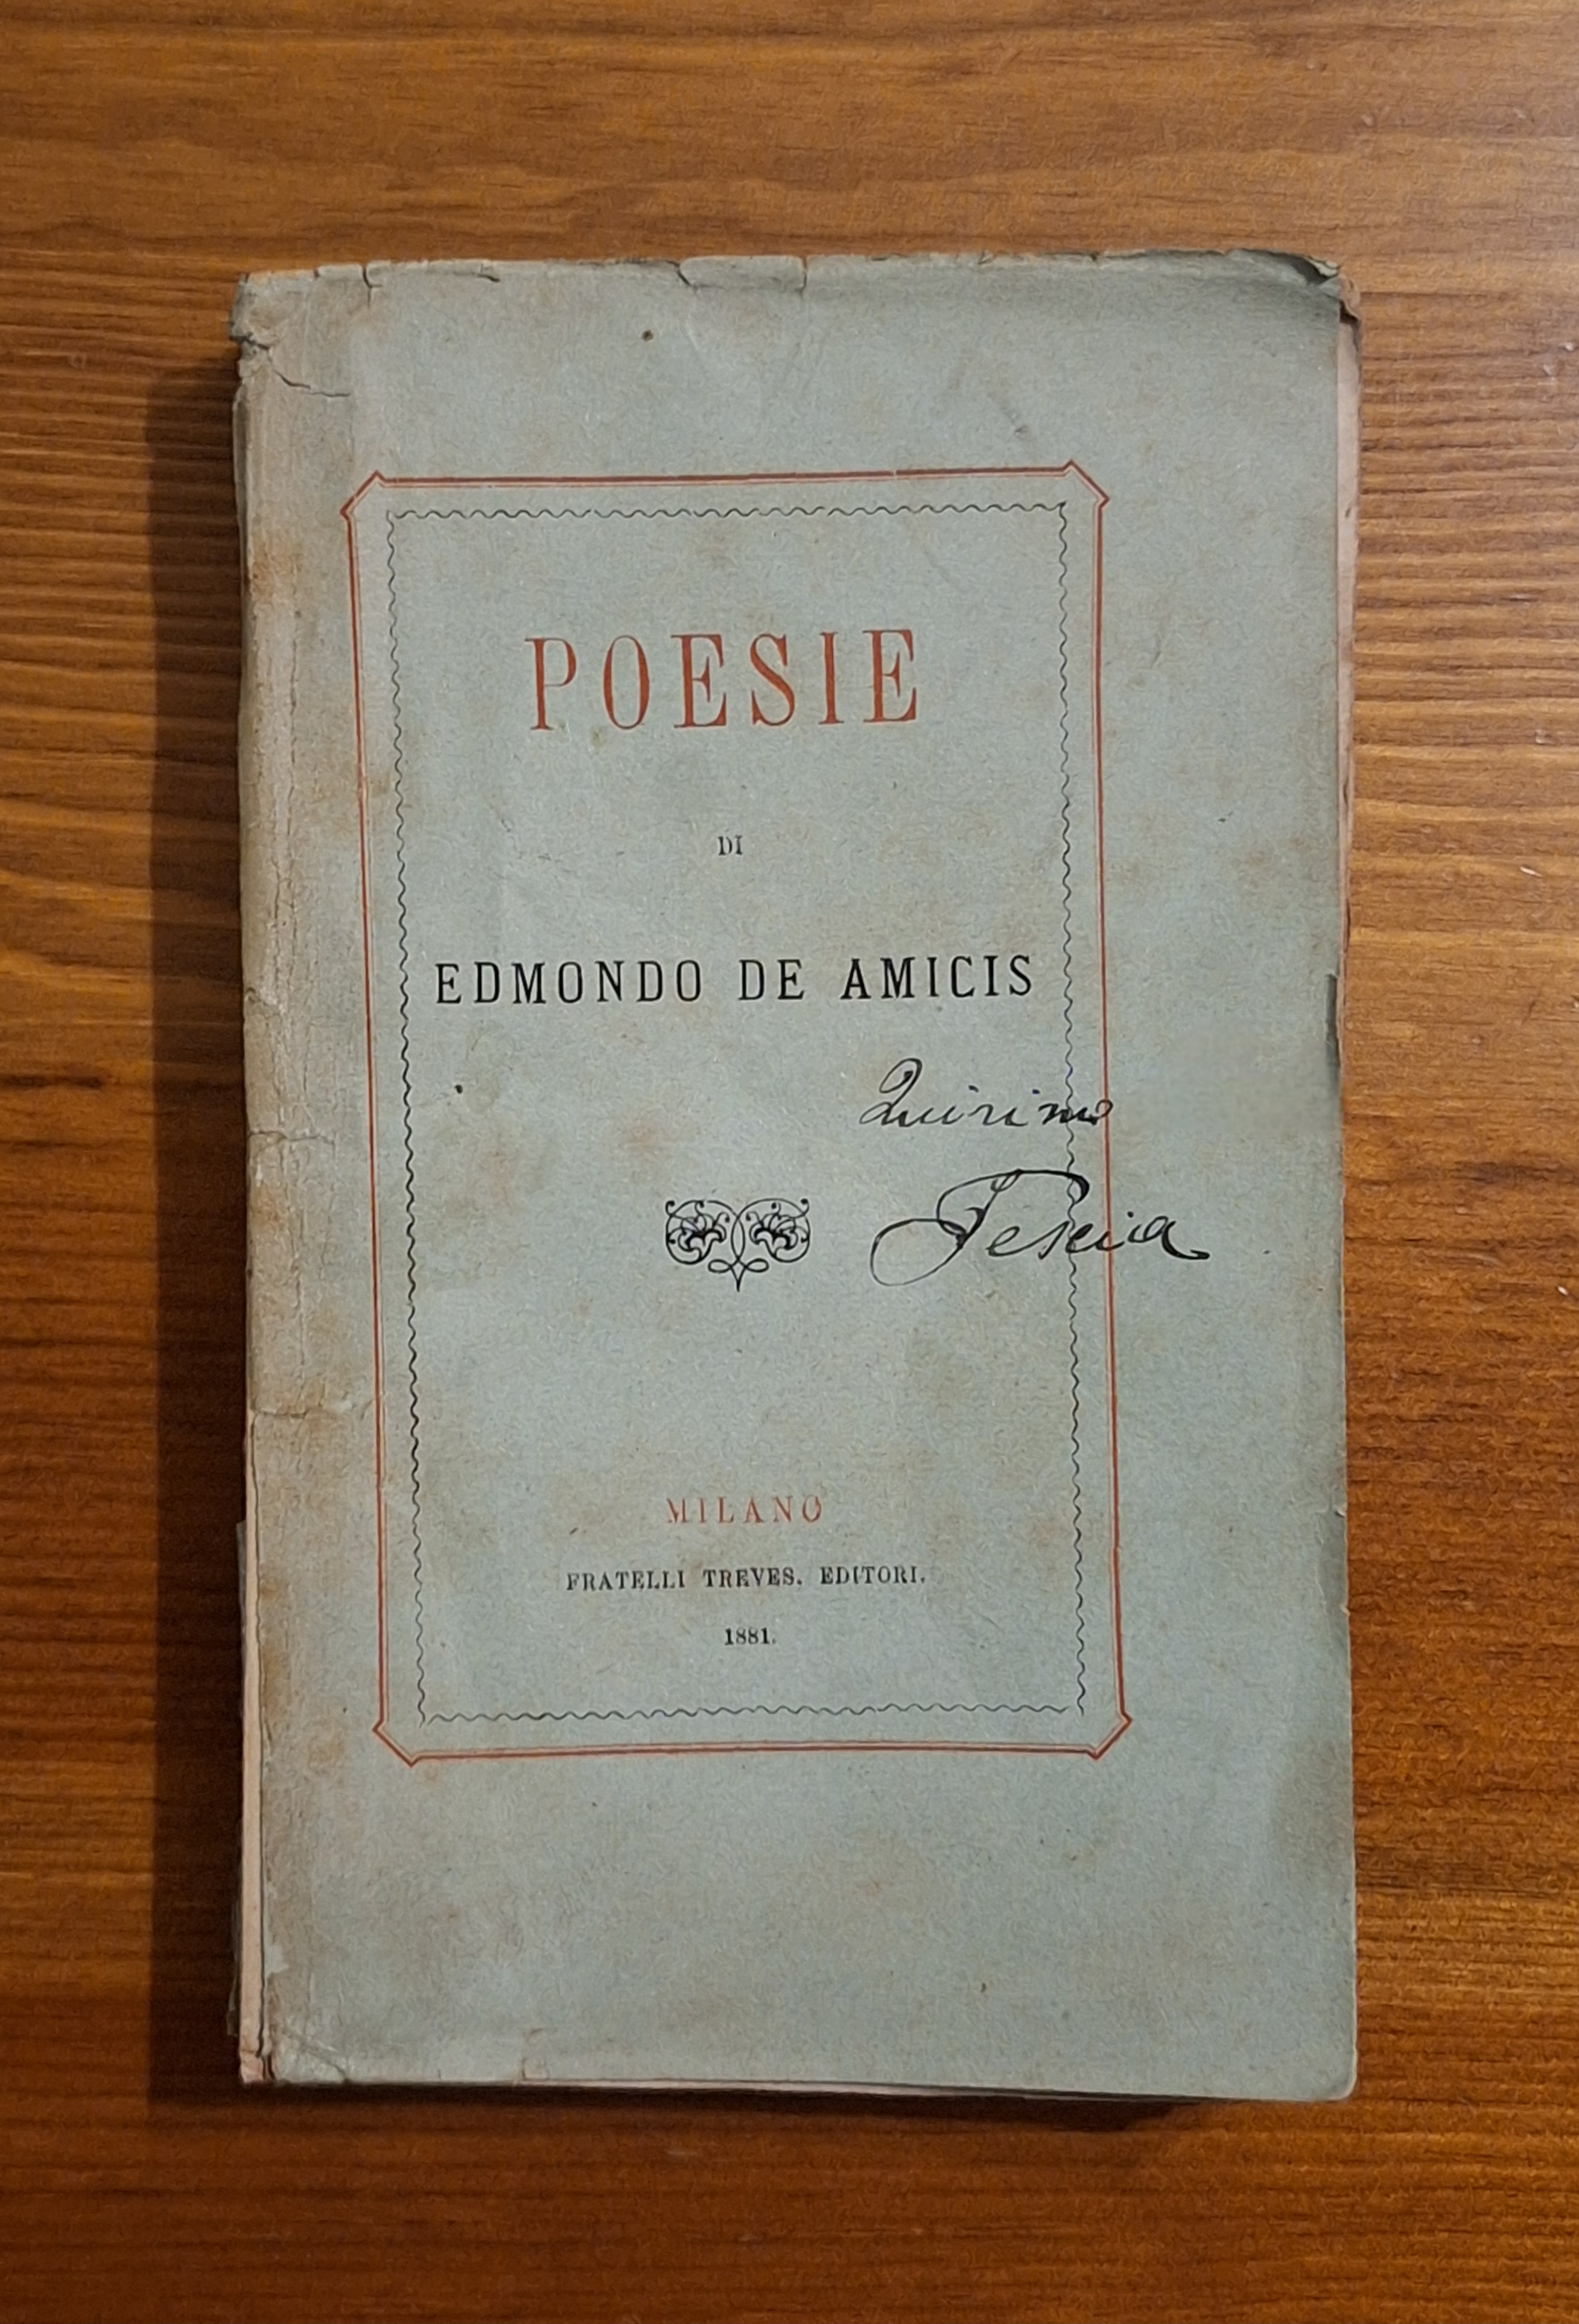 POESIE
DI
EDMONDO DE AMICIS
Quirino
MILANO
FRATELLI TREVES, EDITORI.
1881.